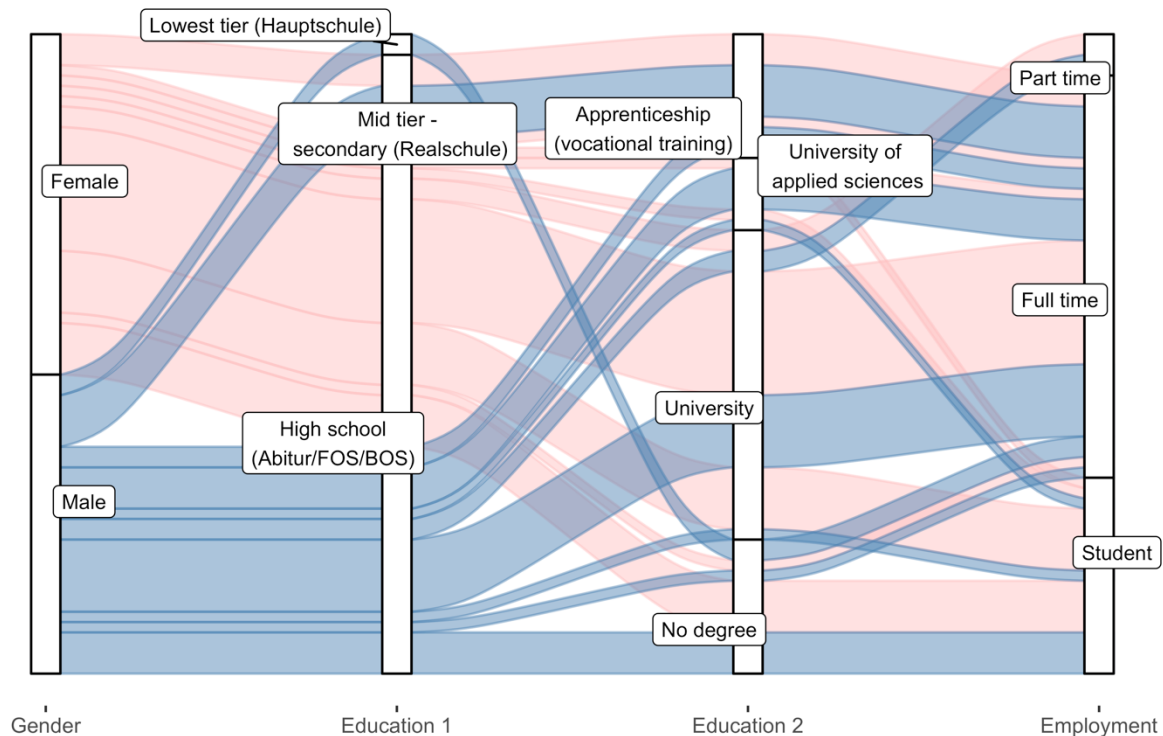 Lowest tier (Hauptschule)
Part time
Mid tier -
secondary (Realschule)
Apprenticeship
(vocational training)
University of
applied sciences
Female
Full time
University
High school
(Abitur/FOS/BOS)
Male
Student
No degree
Gender
Education 1
Education 2
Employment